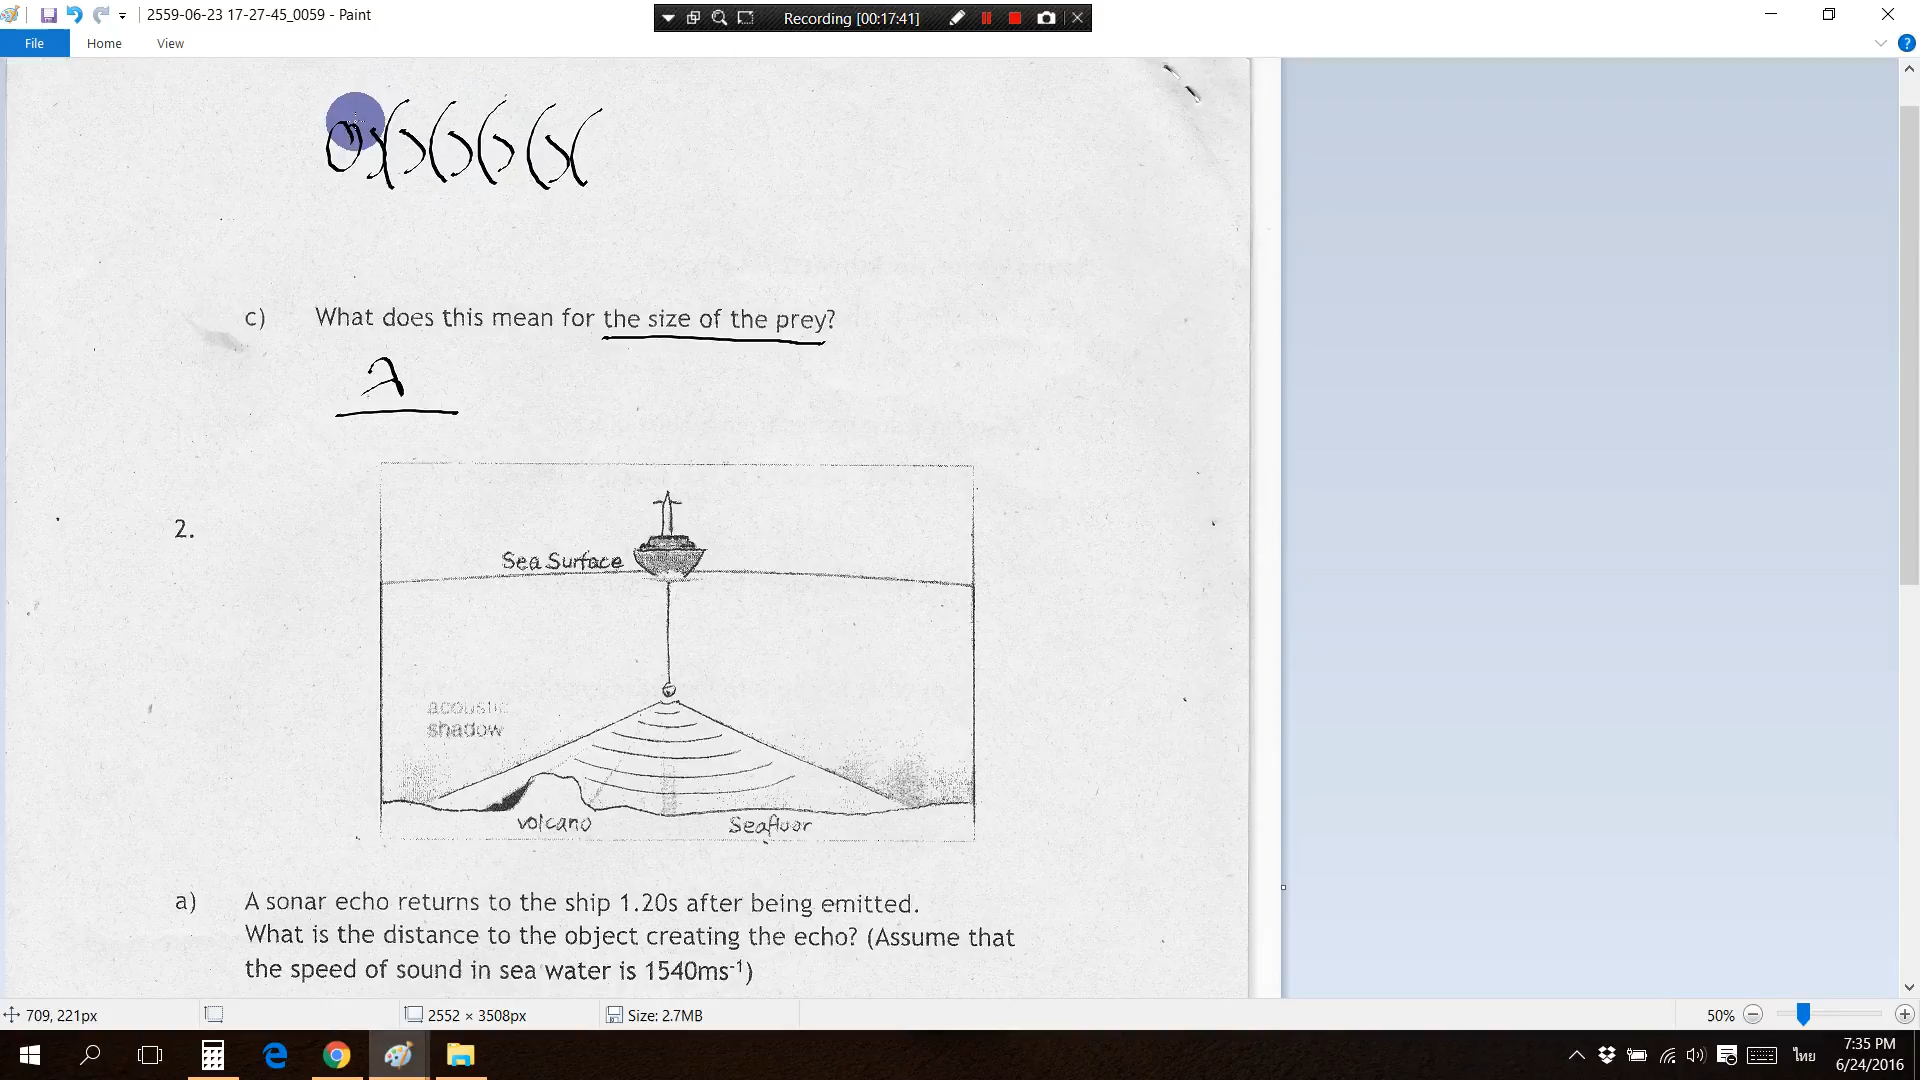 2559-06-23 17-27-45_0059 - Paint
Recording [00:17:41]
File
Home
View
c) What does this mean for the size of the prey?
λ
2.
Sea Surface
acoustic
shadow
volcano
Seafloor
a) A sonar echo returns to the ship 1.20s after being emitted.
What is the distance to the object creating the echo? (Assume that
the speed of sound in sea water is 1540ms⁻¹)
709, 221px
2552 × 3508px
Size: 2.7MB
50%
ไทย
7:35 PM
6/24/2016